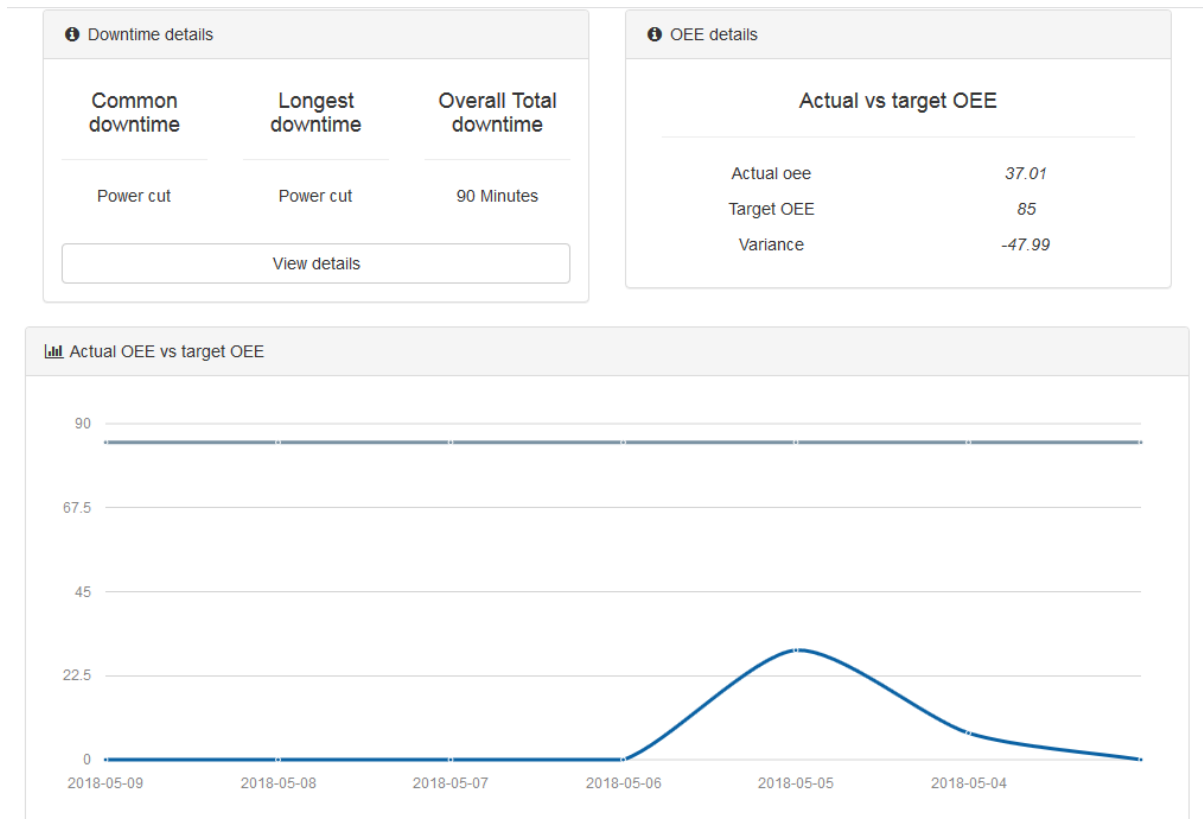 Downtime details
Common downtime
Longest downtime
Overall Total downtime
Power cut
Power cut
90 Minutes
View details
OEE details
Actual vs target OEE
Actual oee 37.01
Target OEE 85
Variance -47.99
Actual OEE vs target OEE
90
67.5
45
22.5
0
2018-05-09 2018-05-08 2018-05-07 2018-05-06 2018-05-05 2018-05-04